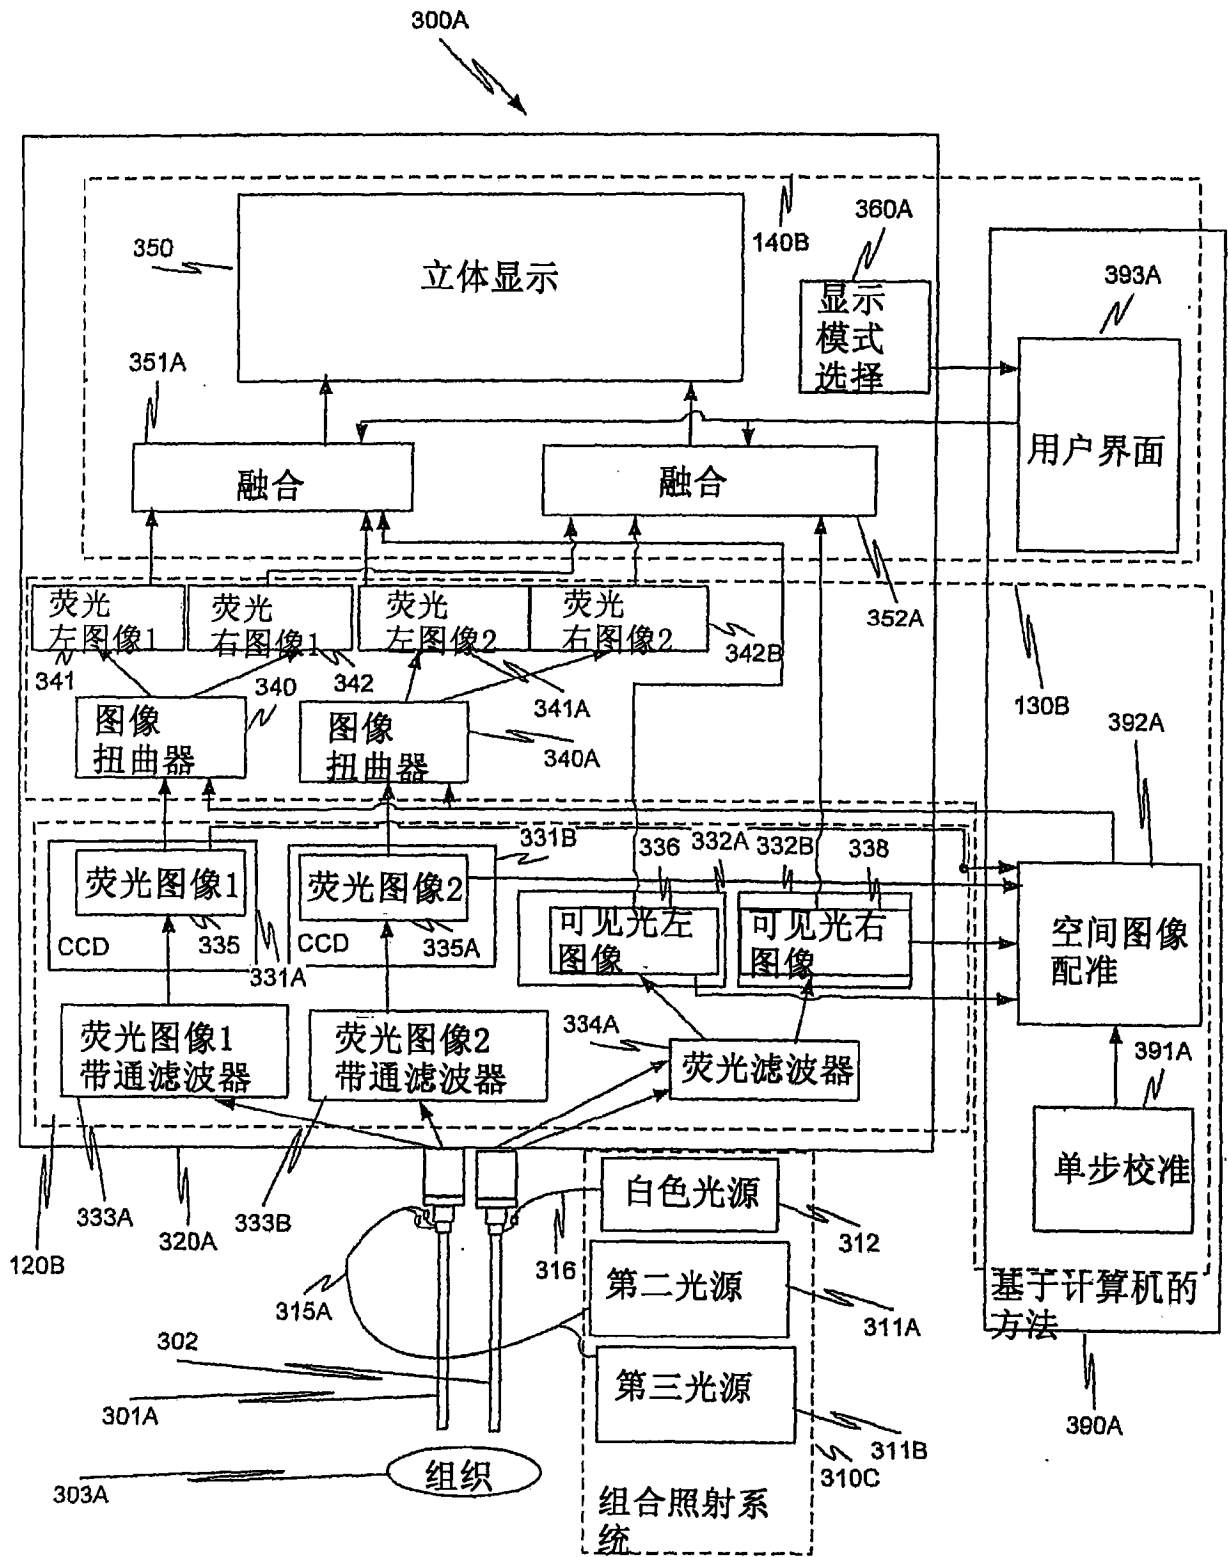 300A
350
立体显示
140B
360A
显示
模式
选择
393A
用户界面
351A
融合
融合
352A
荧光
左图像1
荧光
右图像1
荧光
左图像2
荧光
右图像2
341
340
342
341A
342B
130B
图像
扭曲器
图像
扭曲器
340A
392A
331B
336
332A
332B
338
荧光图像1
335
CCD
331A
荧光图像2
335A
CCD
可见光左
图像
可见光右
图像
空间图像
配准
334A
荧光图像1
带通滤波器
荧光图像2
带通滤波器
荧光滤波器
391A
单步校准
333A
320A
333B
120B
白色光源
312
316
315A
第二光源
311A
基于计算机的
方法
302
301A
第三光源
311B
310C
390A
303A
组织
组合照射系
统